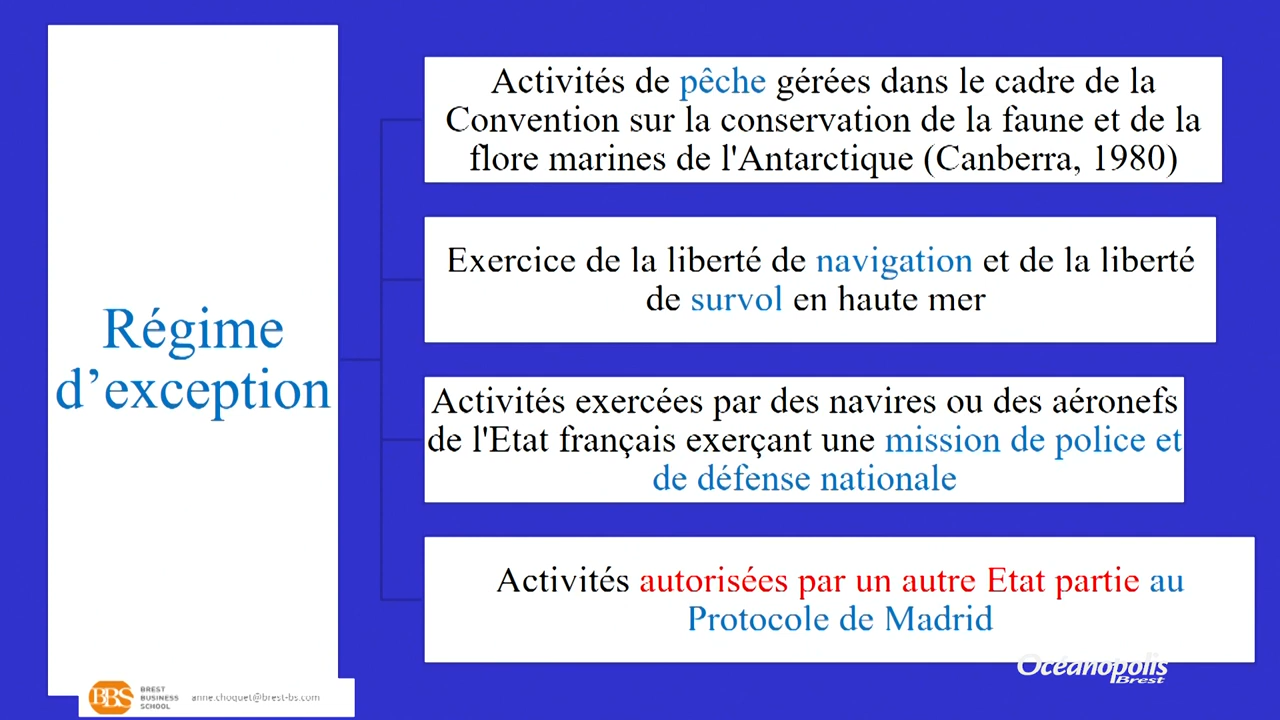 Régime
d’exception
Activités de pêche gérées dans le cadre de la
Convention sur la conservation de la faune et de la
flore marines de l'Antarctique (Canberra, 1980)
Exercice de la liberté de navigation et de la liberté
de survol en haute mer
Activités exercées par des navires ou des aéronefs
de l'Etat français exerçant une mission de police et
de défense nationale
Activités autorisées par un autre Etat partie au
Protocole de Madrid
BBS
BREST
BUSINESS
SCHOOL
anne.choquet@brest-bs.com
Océanopolis
Brest